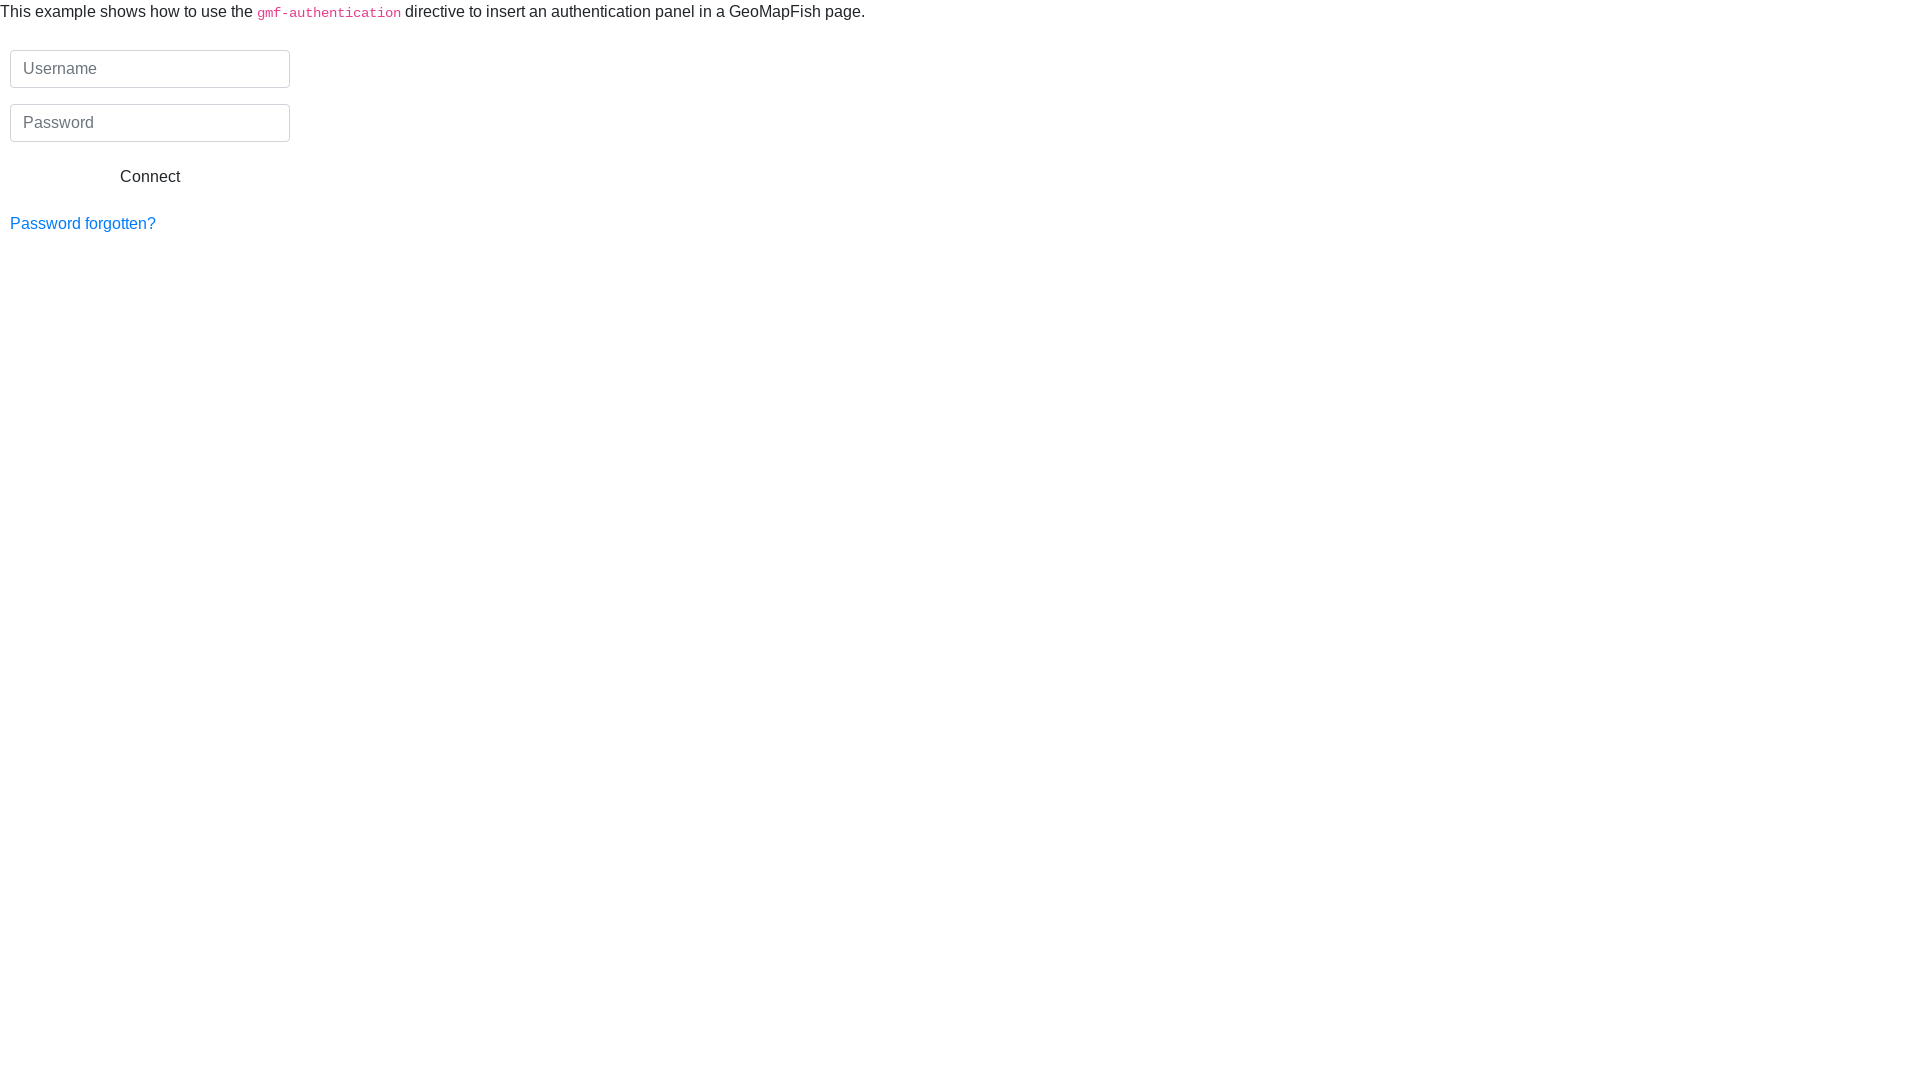 This example shows how to use the gmf-authentication directive to insert an authentication panel in a GeoMapFish page.
Username
Password
Connect
Password forgotten?